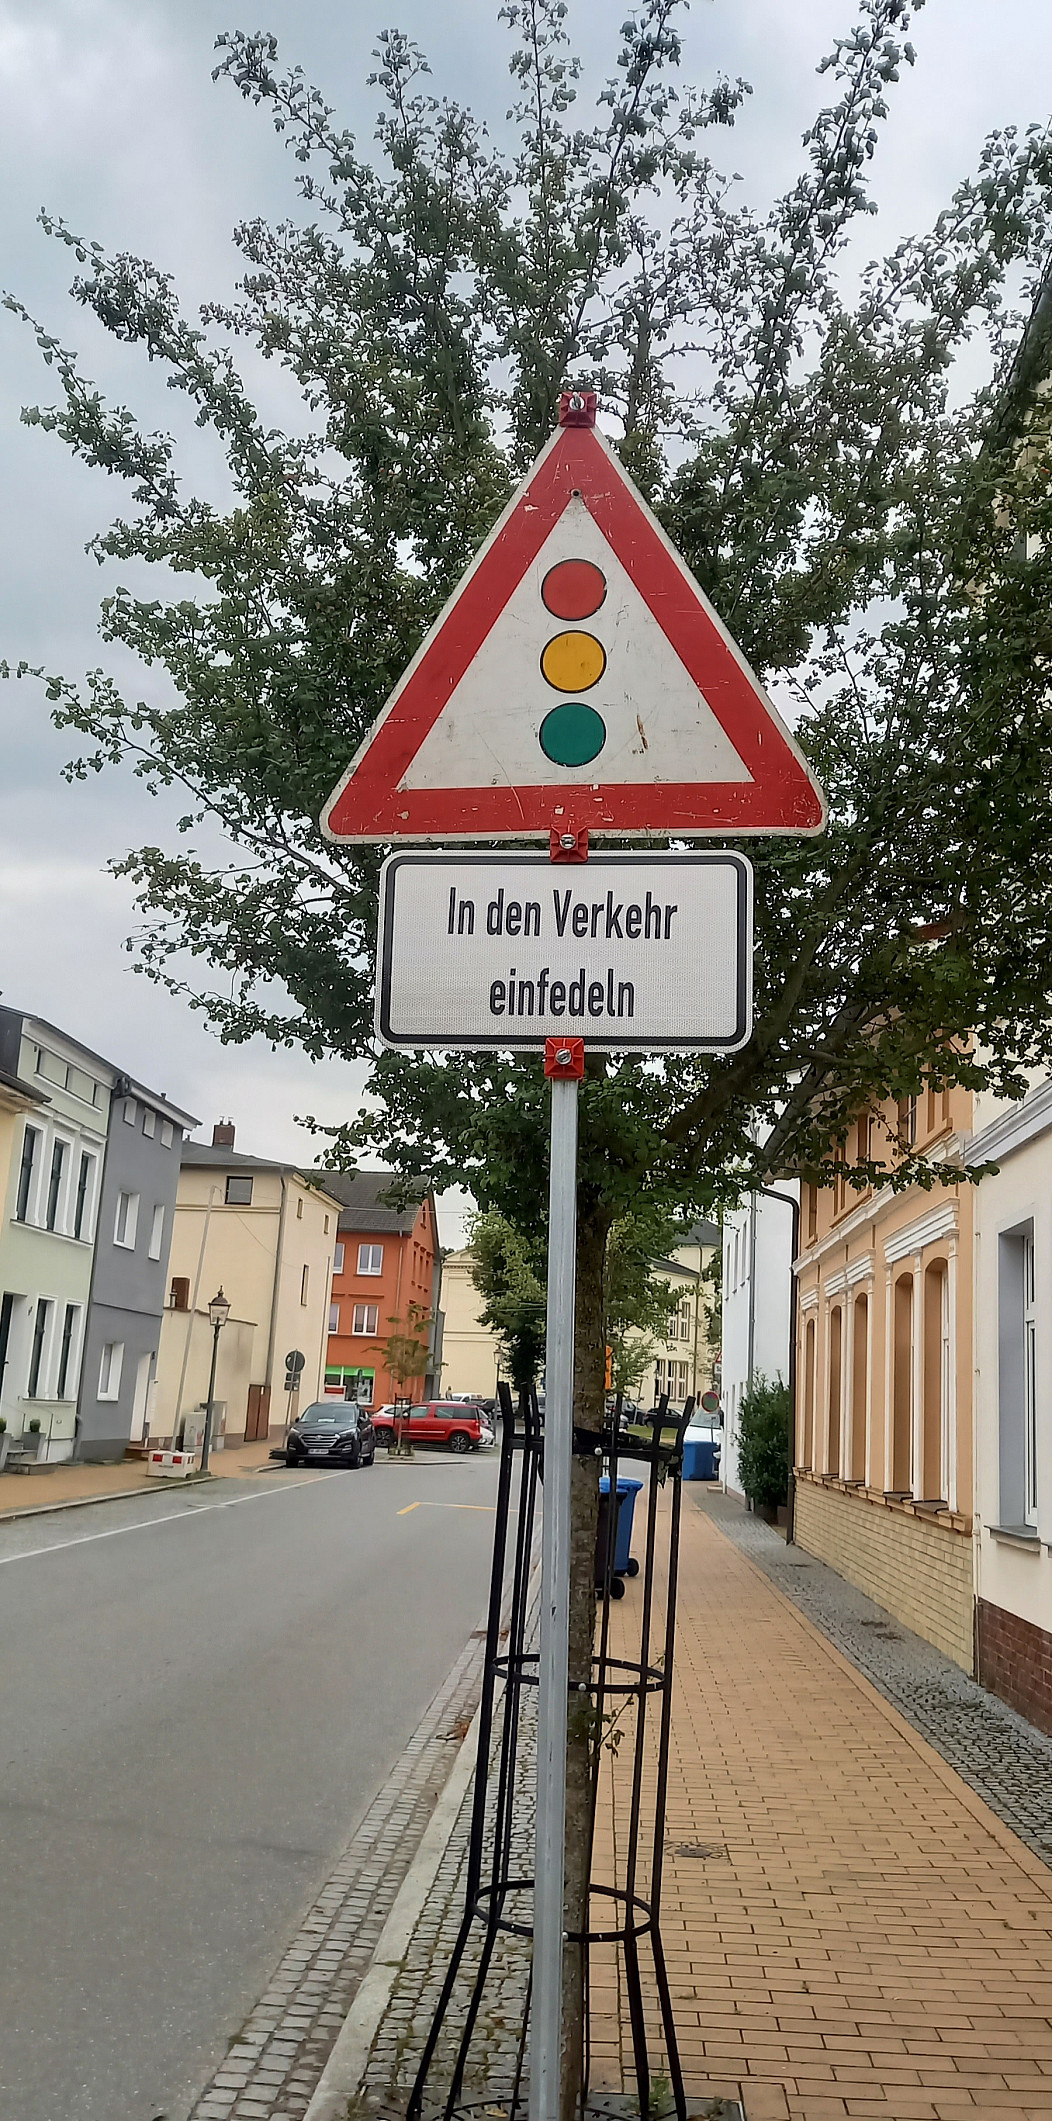 In den Verkehr
einfedeln